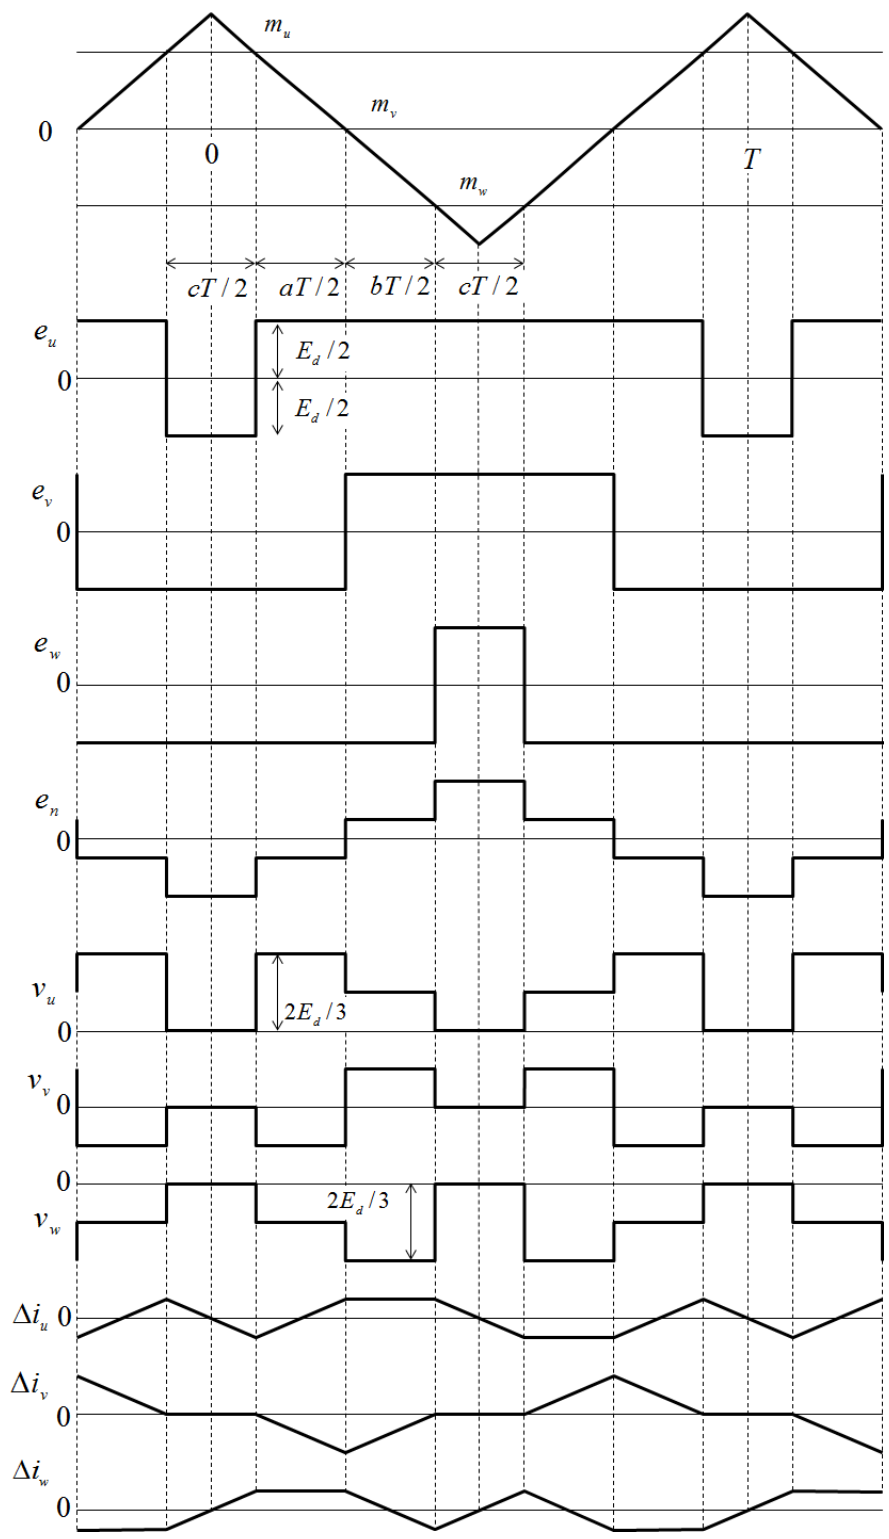 m_u
m_v
0
0
T
m_w
cT/2 aT/2 bT/2 cT/2
e_u
E_d/2
0
E_d/2
e_v
0
e_w
0
e_n
0
v_u
2E_d/3
0
v_v
0
0
2E_d/3
v_w
Δi_u 0
Δi_v
0
Δi_w
0